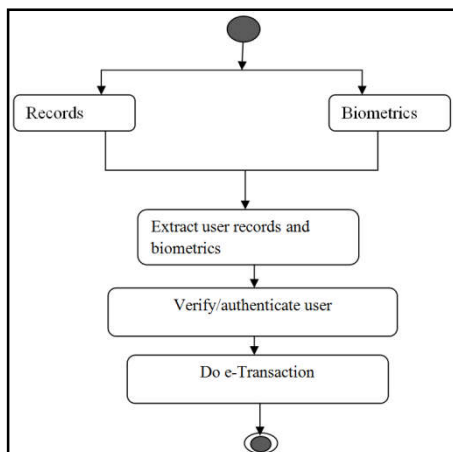 Records
Biometrics
Extract user records and
biometrics
Verify/authenticate user
Do e-Transaction